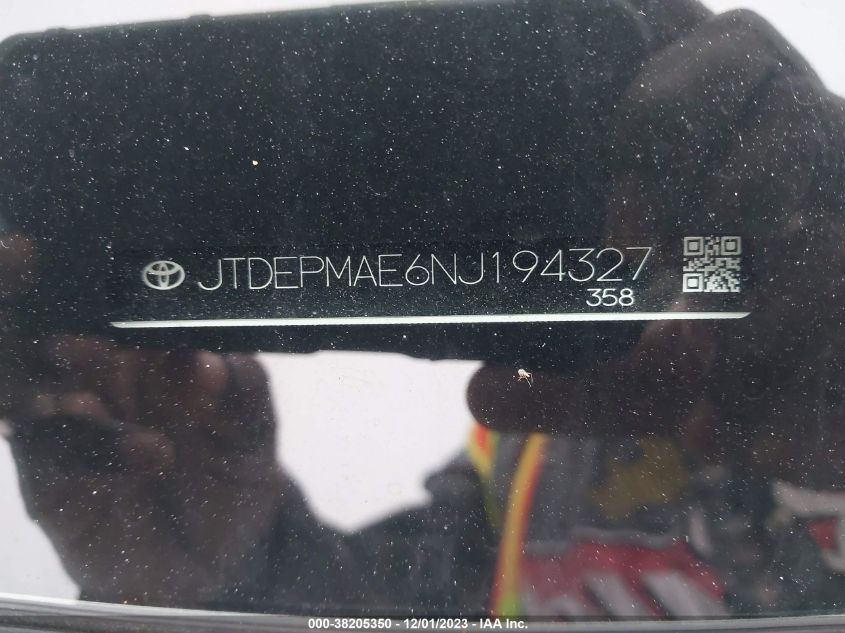 JTDEPMAE6NJ194327
358
000-38205350 - 12/01/2023 - IAA Inc.